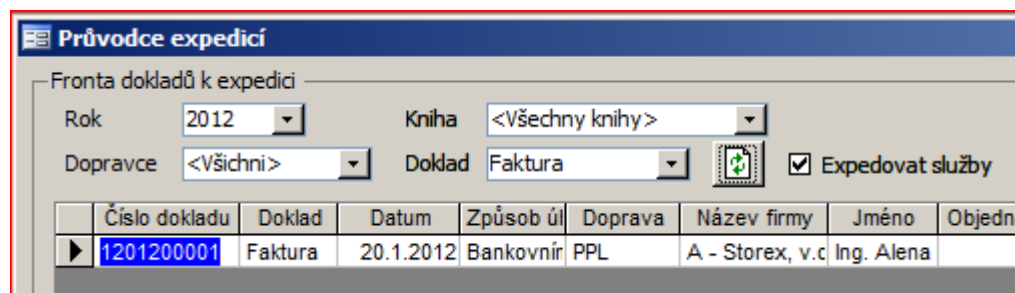 Průvodce expedicí
Fronta dokladů k expedici
Rok 2012 Kniha <Všechny knihy>
Dopravce <Všichni> Doklad Faktura Expedovat služby
Číslo dokladu Doklad Datum Způsob úl Doprava Název firmy Jméno Objedn
1201200001 Faktura 20.1.2012 Bankovnír PPL A - Storex, v.c Ing. Alena